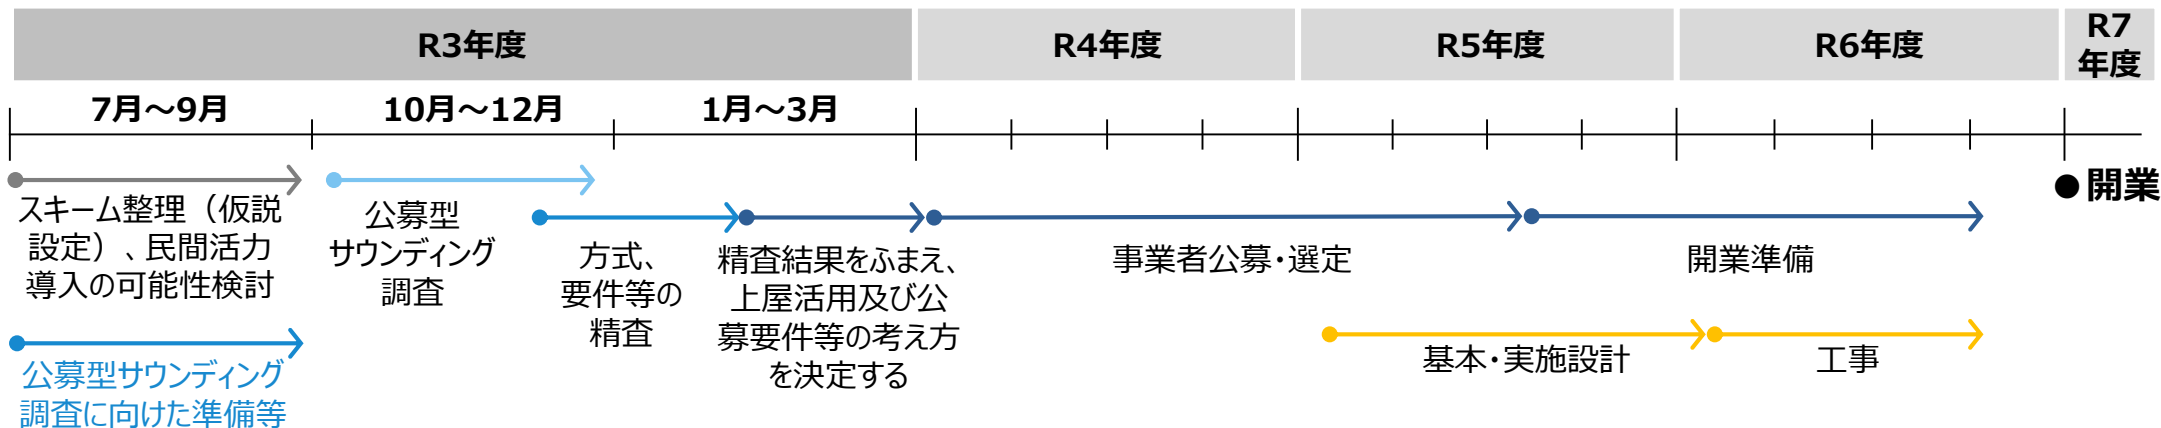 R3年度
R4年度
R5年度
R6年度
R7
年度
7月～9月
10月～12月
1月～3月
●開業
スキーム整理（仮説
設定）、民間活力
導入の可能性検討
公募型
サウンディング
調査
方式、
要件等の
精査
精査結果をふまえ、
上屋活用及び公
募要件等の考え方
を決定する
事業者公募・選定
開業準備
公募型サウンディング
調査に向けた準備等
基本・実施設計
工事